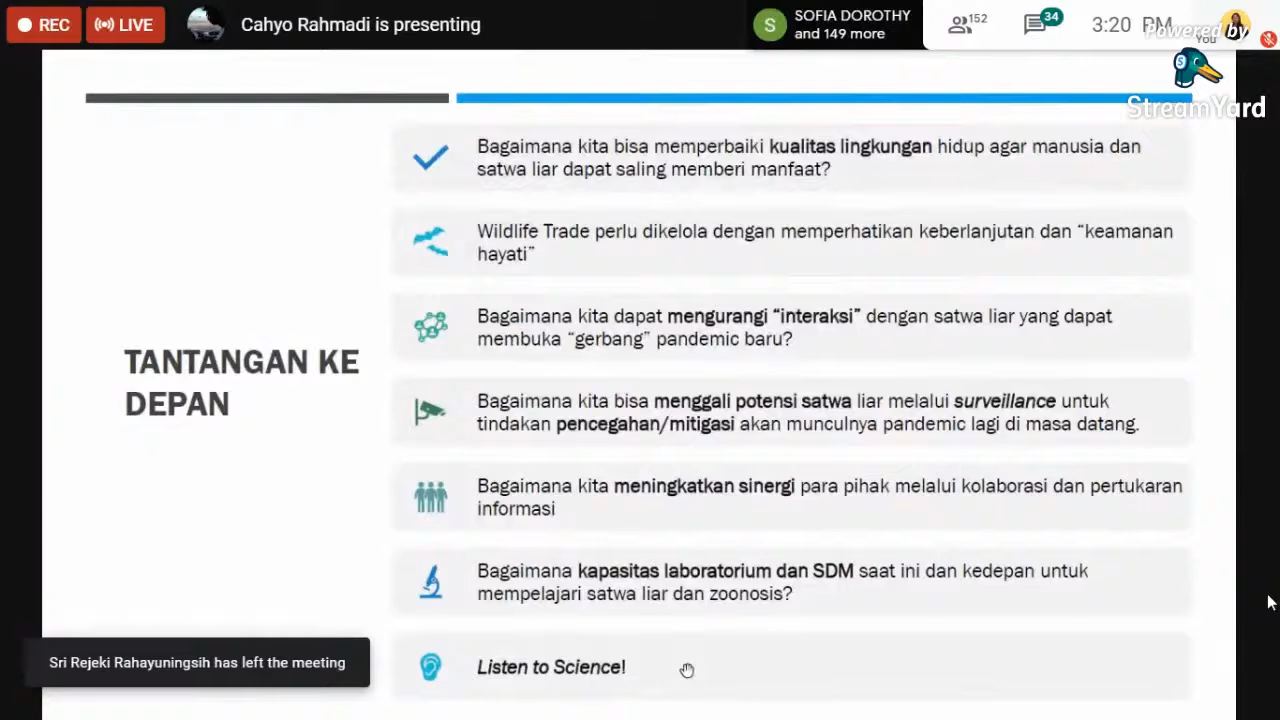 REC
LIVE
Cahyo Rahmadi is presenting
S
SOFIA DOROTHY
and 149 more
152
34
3:20 PM
You
Powered by
S
StreamYard
TANTANGAN KE
DEPAN
Bagaimana kita bisa memperbaiki kualitas lingkungan hidup agar manusia dan
satwa liar dapat saling memberi manfaat?
Wildlife Trade perlu dikelola dengan memperhatikan keberlanjutan dan “keamanan
hayati”
Bagaimana kita dapat mengurangi “interaksi” dengan satwa liar yang dapat
membuka “gerbang” pandemic baru?
Bagaimana kita bisa menggali potensi satwa liar melalui surveillance untuk
tindakan pencegahan/mitigasi akan munculnya pandemic lagi di masa datang.
Bagaimana kita meningkatkan sinergi para pihak melalui kolaborasi dan pertukaran
informasi
Bagaimana kapasitas laboratorium dan SDM saat ini dan kedepan untuk
mempelajari satwa liar dan zoonosis?
Listen to Science!
Sri Rejeki Rahayuningsih has left the meeting